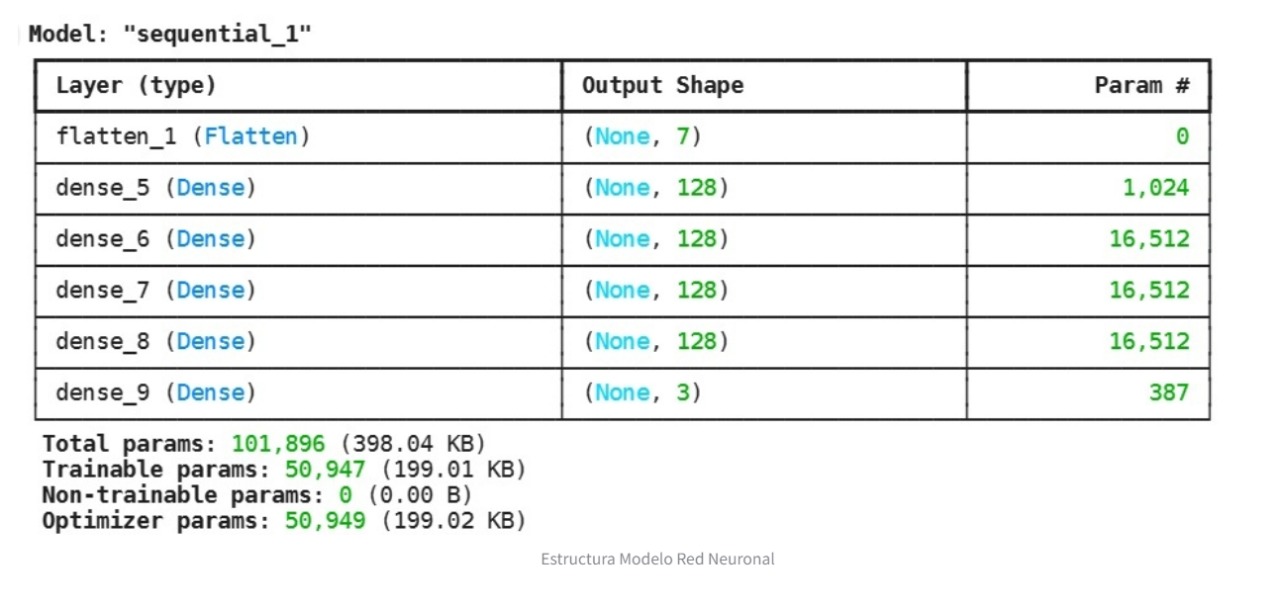 Model: "sequential_1"
Layer (type) Output Shape Param #
flatten_1 (Flatten) (None, 7) 0
dense_5 (Dense) (None, 128) 1,024
dense_6 (Dense) (None, 128) 16,512
dense_7 (Dense) (None, 128) 16,512
dense_8 (Dense) (None, 128) 16,512
dense_9 (Dense) (None, 3) 387
Total params: 101,896 (398.04 KB)
Trainable params: 50,947 (199.01 KB)
Non-trainable params: 0 (0.00 B)
Optimizer params: 50,949 (199.02 KB)
Estructura Modelo Red Neuronal